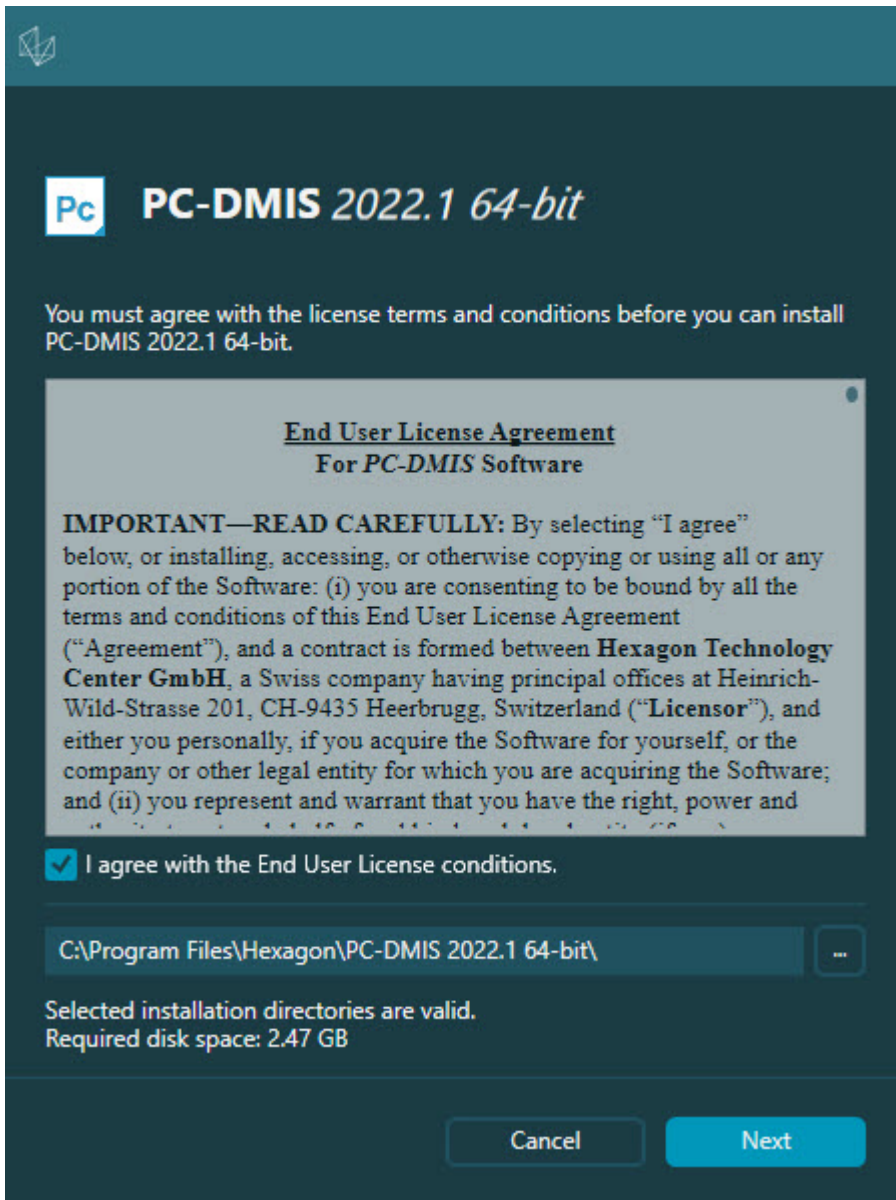 Pc
PC-DMIS 2022.1 64-bit
You must agree with the license terms and conditions before you can install
PC-DMIS 2022.1 64-bit.
End User License Agreement
For PC-DMIS Software
IMPORTANT—READ CAREFULLY: By selecting “I agree”
below, or installing, accessing, or otherwise copying or using all or any
portion of the Software: (i) you are consenting to be bound by all the
terms and conditions of this End User License Agreement
(“Agreement”), and a contract is formed between Hexagon Technology
Center GmbH, a Swiss company having principal offices at Heinrich-
Wild-Strasse 201, CH-9435 Heerbrugg, Switzerland (“Licensor”), and
either you personally, if you acquire the Software for yourself, or the
company or other legal entity for which you are acquiring the Software;
and (ii) you represent and warrant that you have the right, power and
I agree with the End User License conditions.
C:\Program Files\Hexagon\PC-DMIS 2022.1 64-bit\
...
Selected installation directories are valid.
Required disk space: 2.47 GB
Cancel
Next